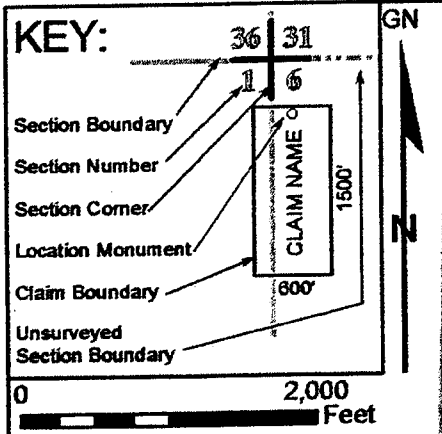 KEY:
36 31
1 6
GN
Section Boundary
Section Number
Section Corner
Location Monument
Claim Boundary
Unsurveyed
Section Boundary
CLAIM NAME
1500'
600'
N
0 2,000
Feet